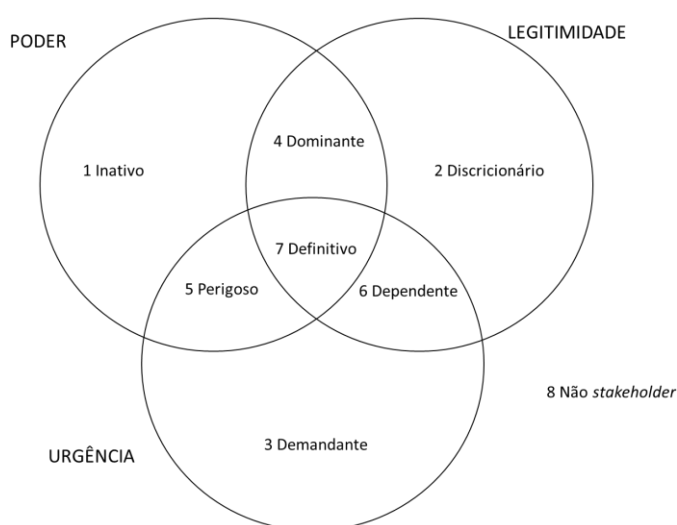 PODER
LEGITIMIDADE
4 Dominante
1 Inativo
2 Discricionário
7 Definitivo
5 Perigoso
6 Dependente
8 Não stakeholder
3 Demandante
URGÊNCIA